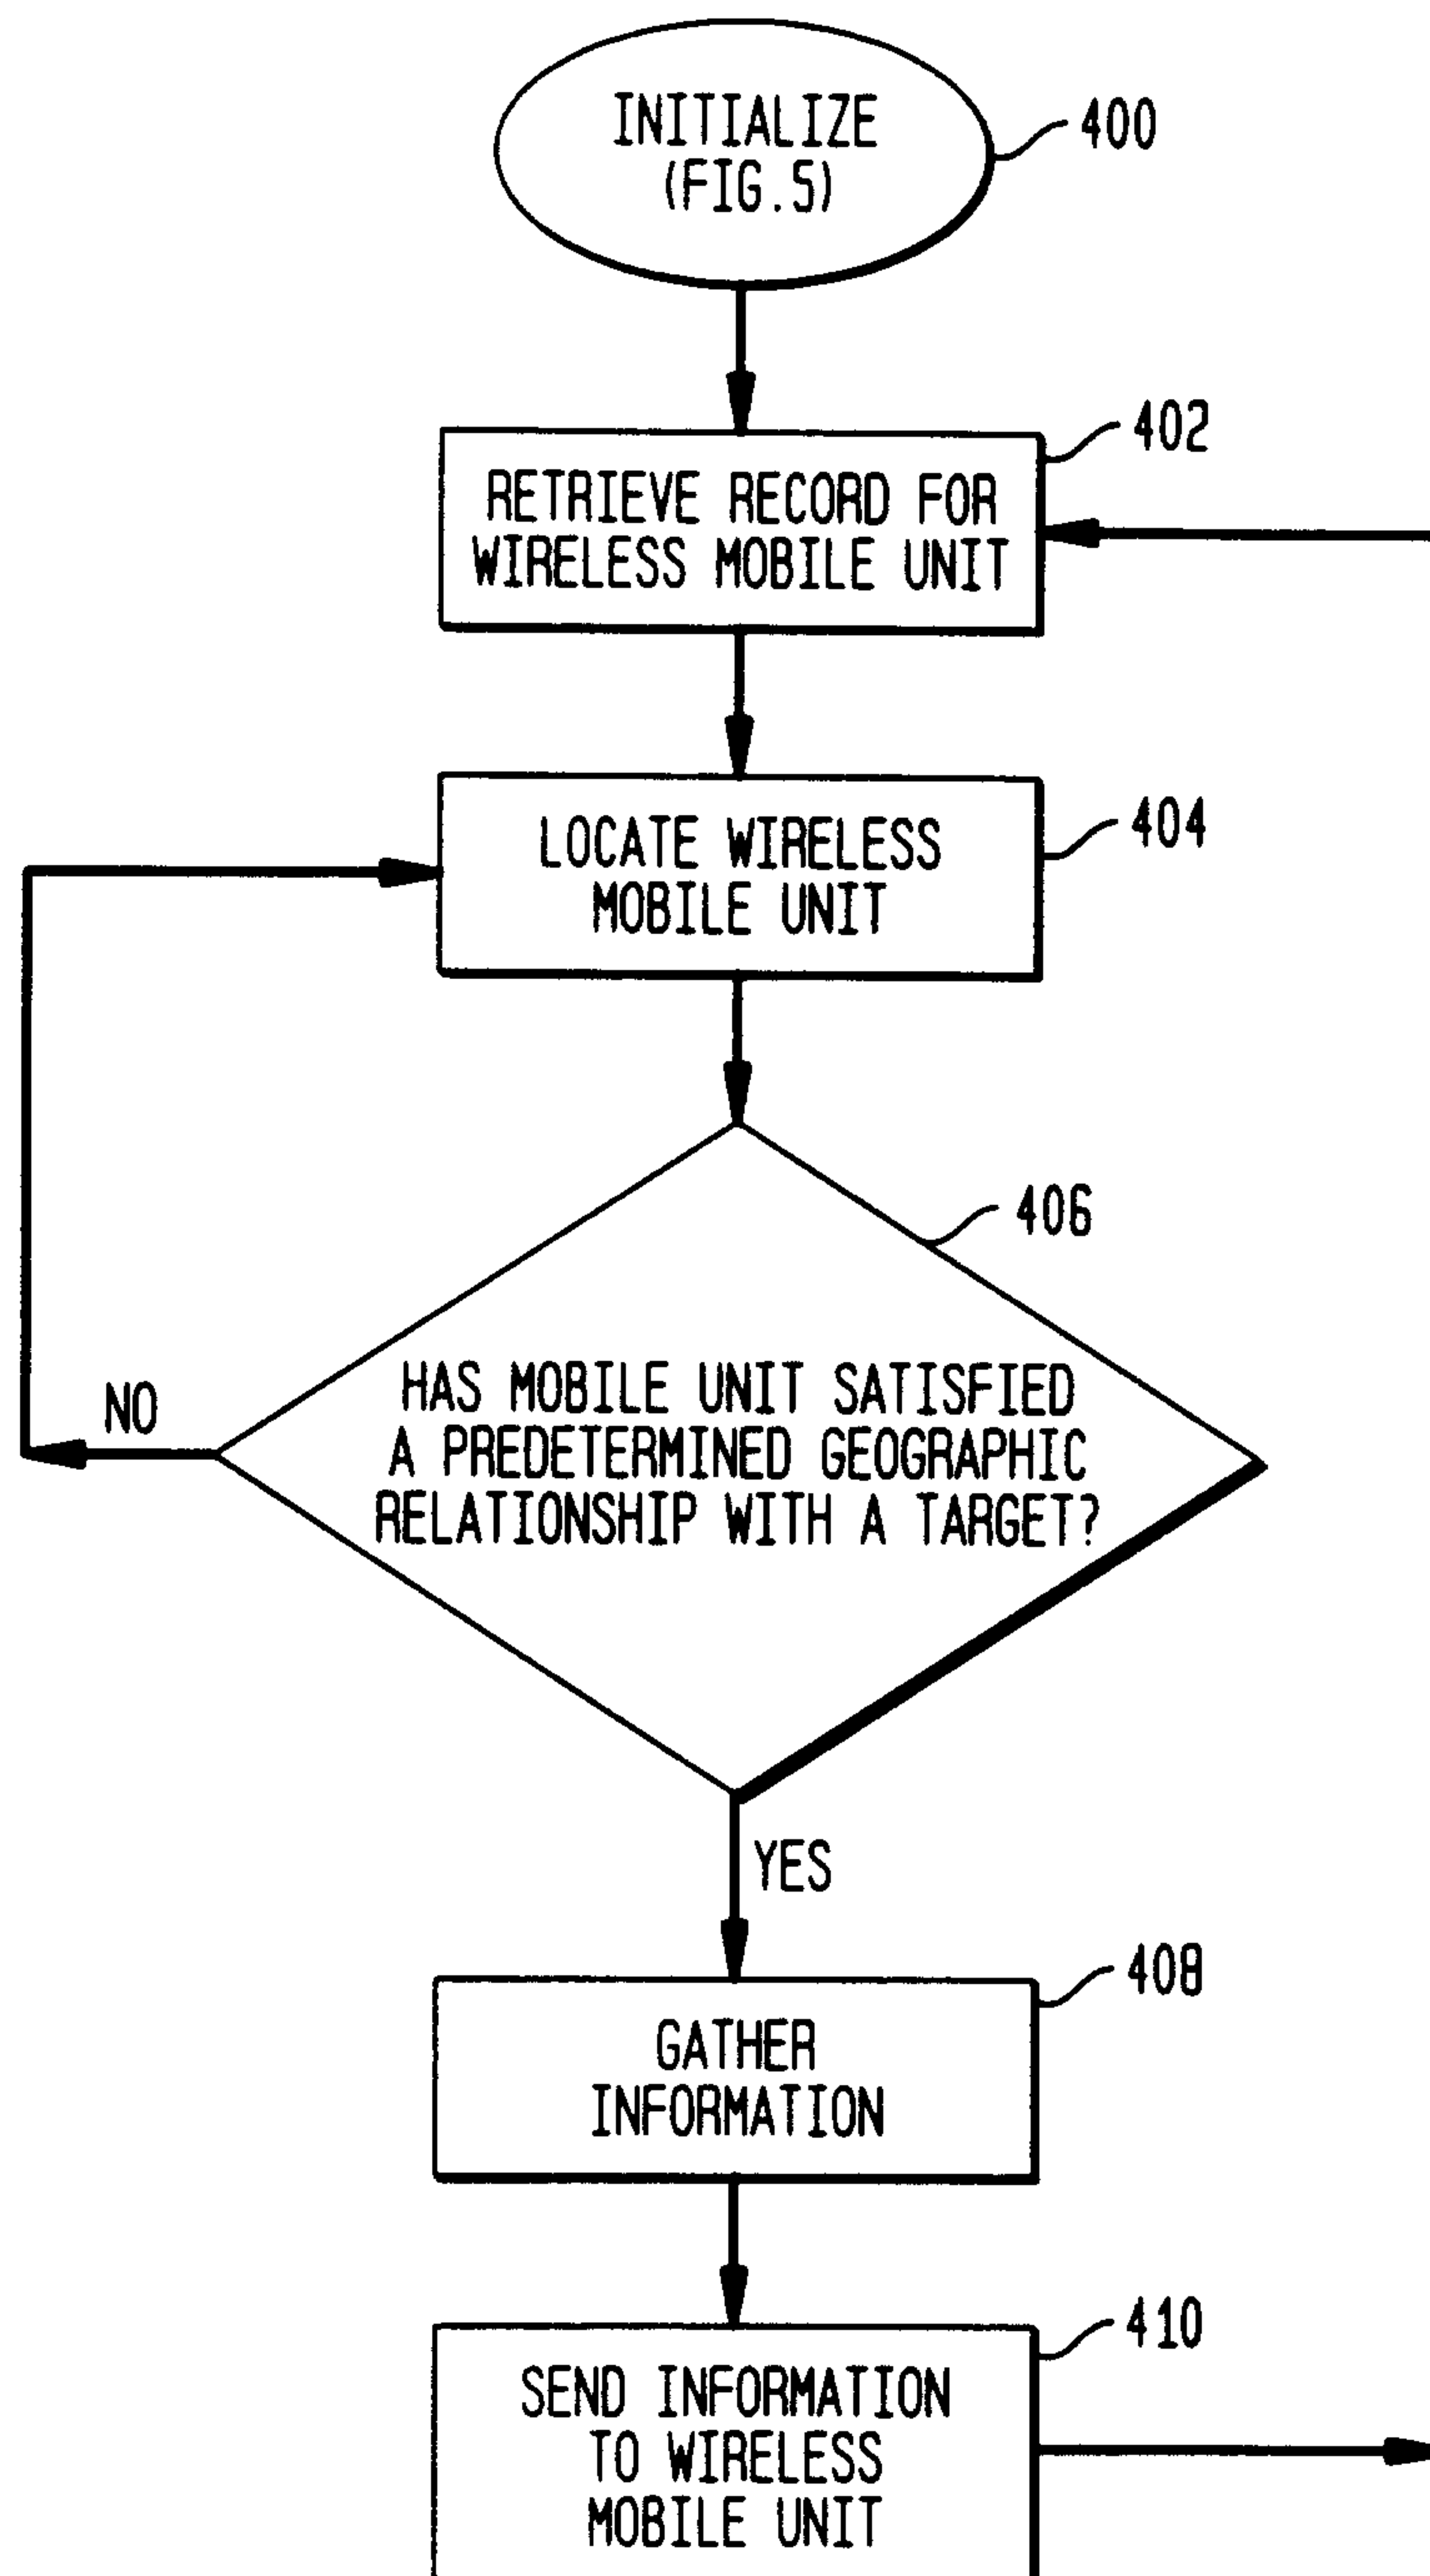 INITIALIZE
(FIG.5)
400
402
RETRIEVE RECORD FOR
WIRELESS MOBILE UNIT
404
LOCATE WIRELESS
MOBILE UNIT
406
HAS MOBILE UNIT SATISFIED
A PREDETERMINED GEOGRAPHIC
RELATIONSHIP WITH A TARGET?
NO
YES
408
GATHER
INFORMATION
410
SEND INFORMATION
TO WIRELESS
MOBILE UNIT